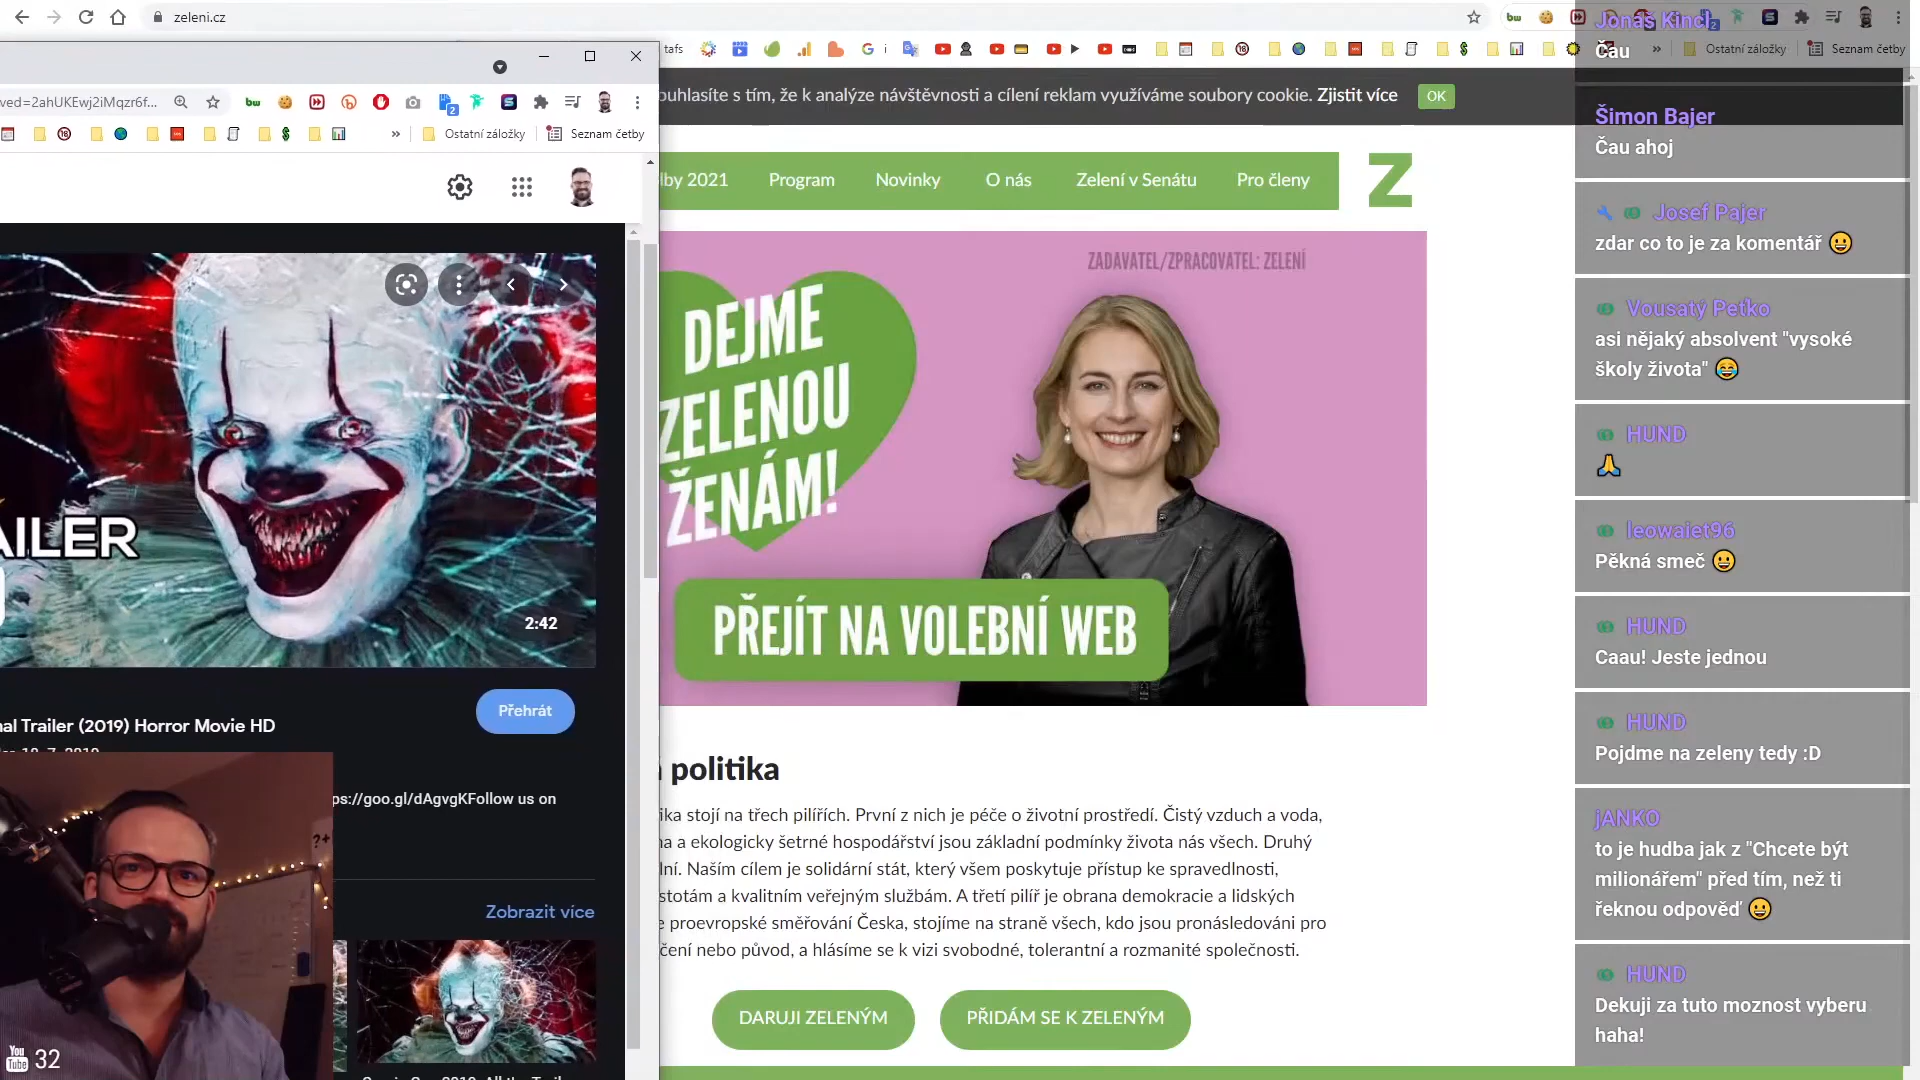 zeleni.cz
tafs
Ostatní záložky
Seznam četby
ved=2ahUKEwj2iMqzr6f...
Ostatní záložky
Seznam četby
ouhlasíte s tím, že k analýze návštěvnosti a cílení reklam využíváme soubory cookie. Zjistit více
OK
lby 2021
Program
Novinky
O nás
Zelení v Senátu
Pro členy
Z
ZADAVATEL/ZPRACOVATEL: ZELENÍ
DEJME
ZELENOU
ŽENÁM!
PŘEJÍT NA VOLEBNÍ WEB
AILER
2:42
Přehrát
al Trailer (2019) Horror Movie HD
ps://goo.gl/dAgvgKFollow us on
Zobrazit více
YouTube 32
politika
ika stojí na třech pilířích. První z nich je péče o životní prostředí. Čistý vzduch a voda,
a a ekologicky šetrné hospodářství jsou základní podmínky života nás všech. Druhý
lní. Naším cílem je solidární stát, který všem poskytuje přístup ke spravedlnosti,
stotám a kvalitním veřejným službám. A třetí pilíř je obrana demokracie a lidských
e proevropské směřování Česka, stojíme na straně všech, kdo jsou pronásledováni pro
čení nebo původ, a hlásíme se k vizi svobodné, tolerantní a rozmanité společnosti.
DARUJI ZELENÝM
PŘIDÁM SE K ZELENÝM
Jonáš Kincl
Čau
Šimon Bajer
Čau ahoj
Josef Pajer
zdar co to je za komentář 😀
Vousatý Peťko
asi nějaký absolvent "vysoké
školy života" 😂
HUND
🙏
leowaiet96
Pěkná smeč 😀
HUND
Caau! Jeste jednou
HUND
Pojdme na zeleny tedy :D
jANKO
to je hudba jak z "Chcete být
milionářem" před tím, než ti
řeknou odpověď 😀
HUND
Dekuji za tuto moznost vyberu
haha!